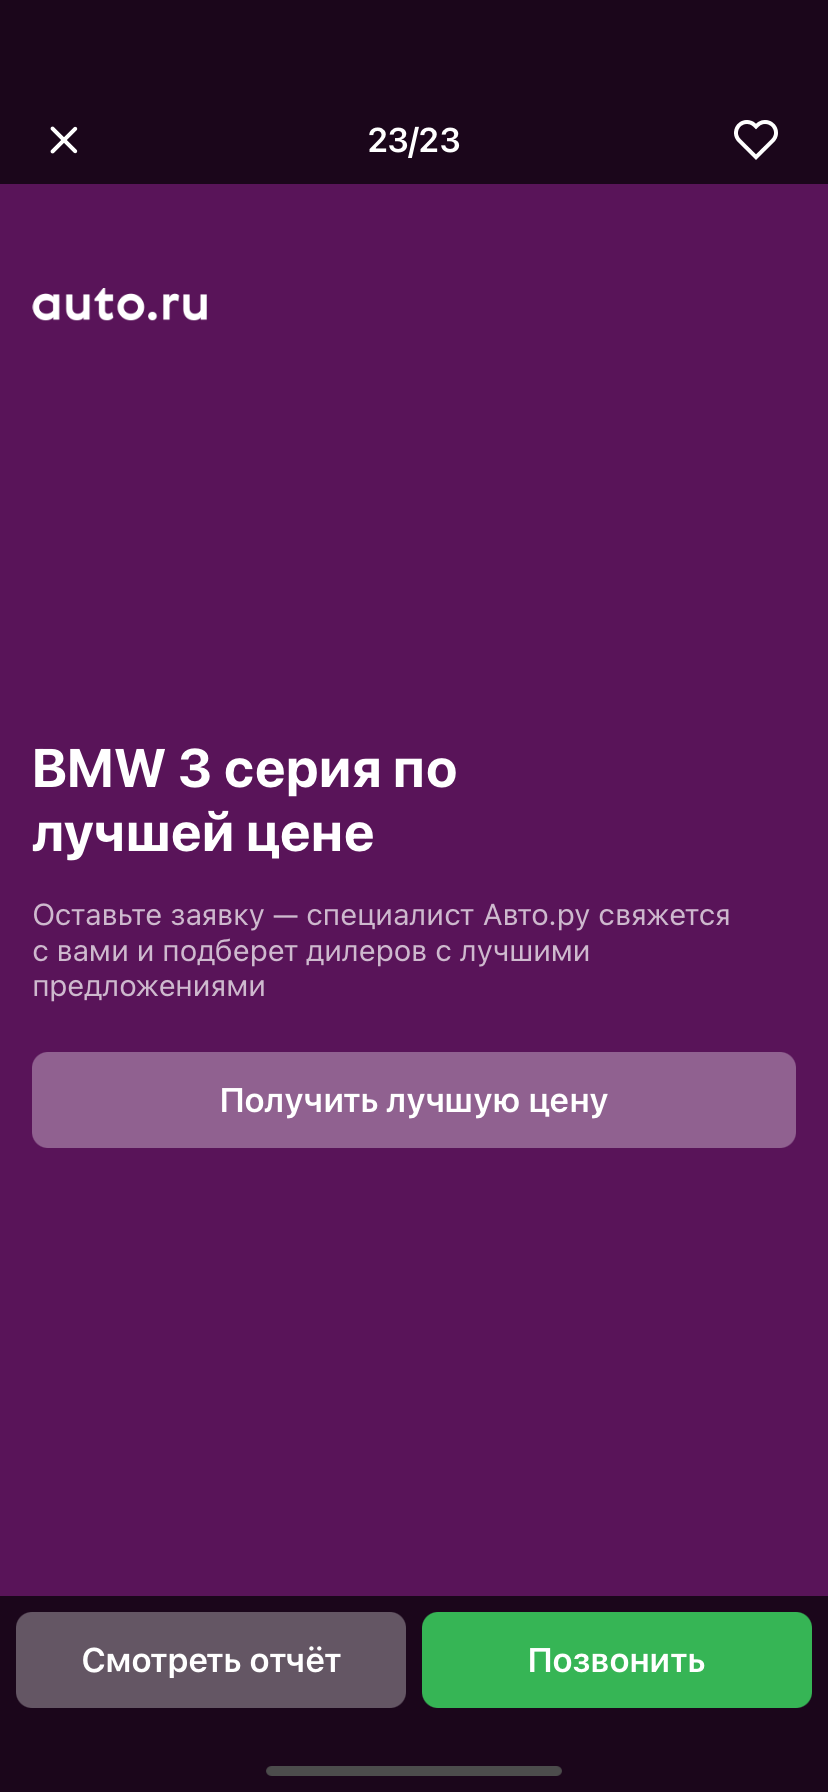 23/23
auto.ru
BMW 3 серия по
лучшей цене
Оставьте заявку — специалист Авто.ру свяжется
с вами и подберет дилеров с лучшими
предложениями
Получить лучшую цену
Смотреть отчёт
Позвонить